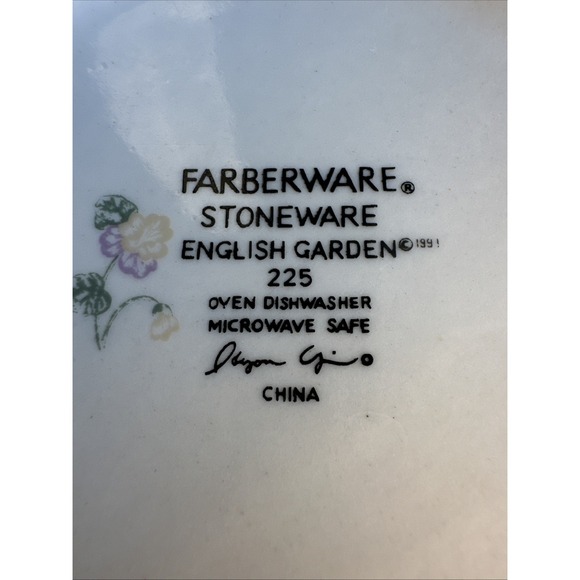 FARBERWARE®
STONEWARE
ENGLISH GARDEN © 1991
225
OVEN DISHWASHER
MICROWAVE SAFE
CHINA